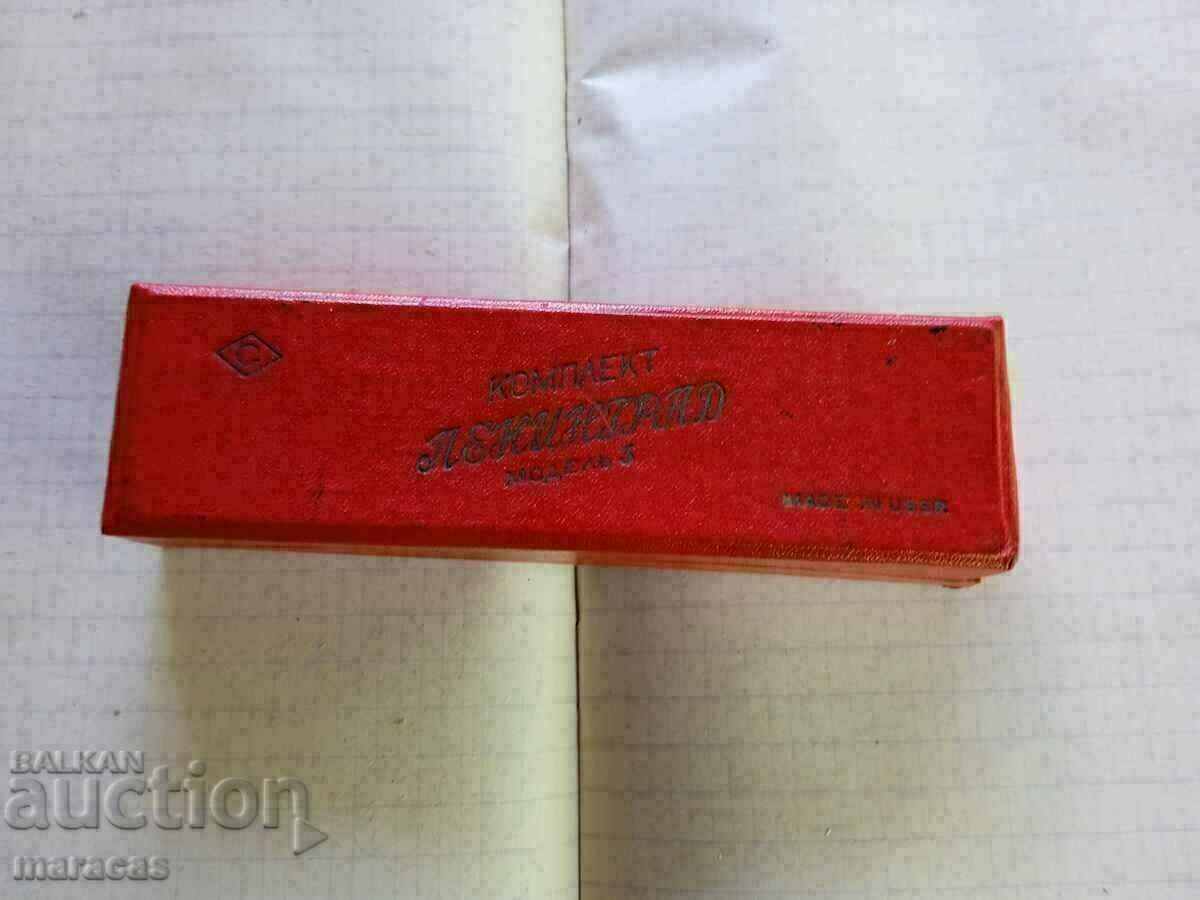 КОМПЛЕКТ
ЛЕНИНГРАД
МОДЕЛЬ 3
MADE IN USSR
BALKAN
auction
maracas